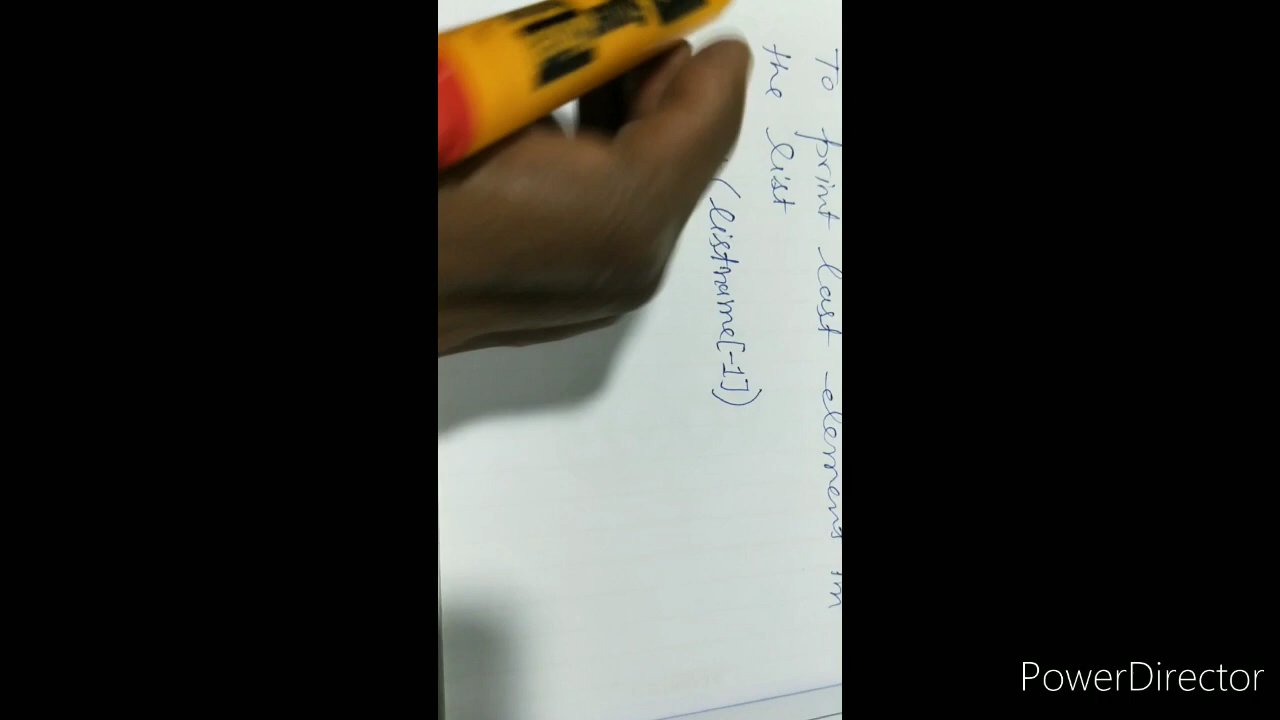 To print last element in
the list
(listname[-1])
PowerDirector